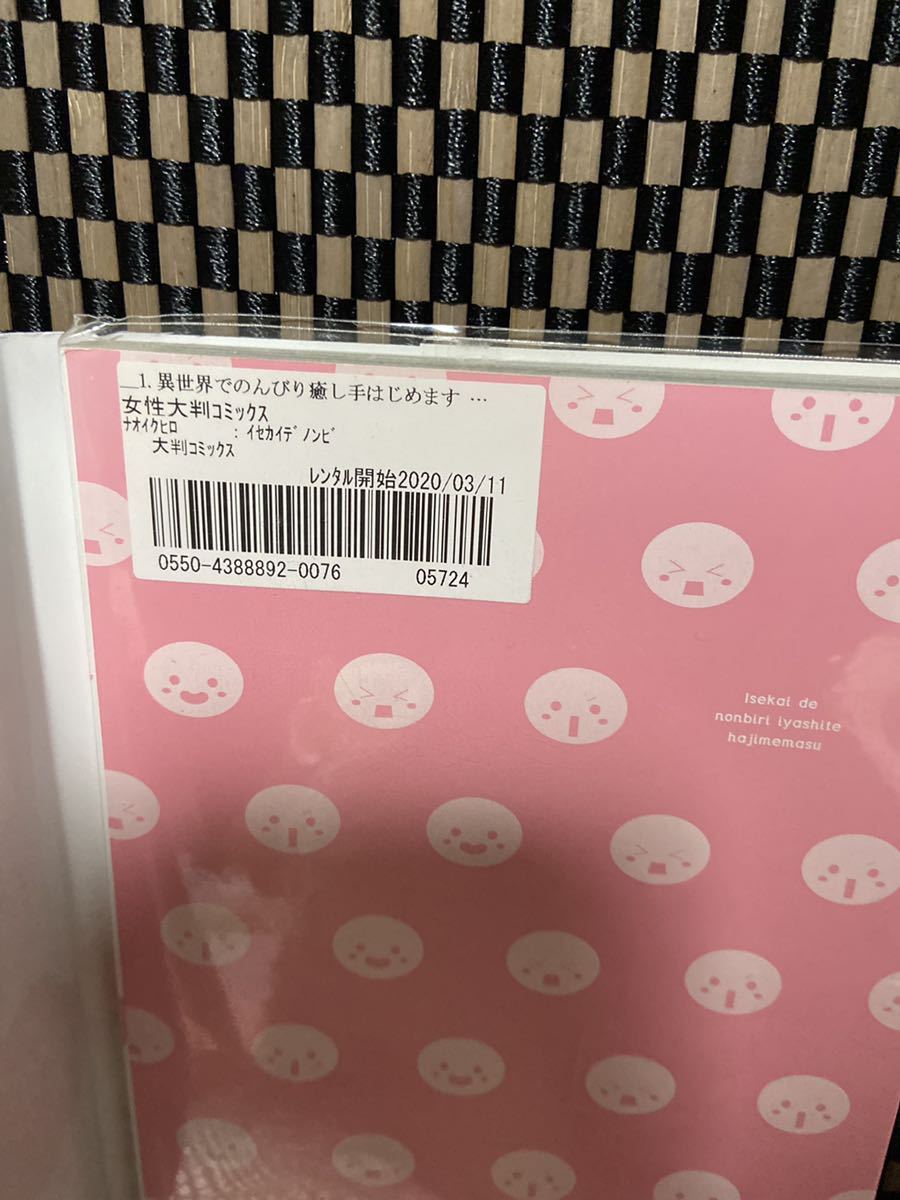 __1. 異世界でのんびり癒し手はじめます …
女性大判コミックス
ナオイクヒロ : イセカイデ ノンビ
大判コミックス
レンタル開始2020/03/11
0550-4388892-0076 05724
Isekai de
nonbiri iyashite
hajimemasu